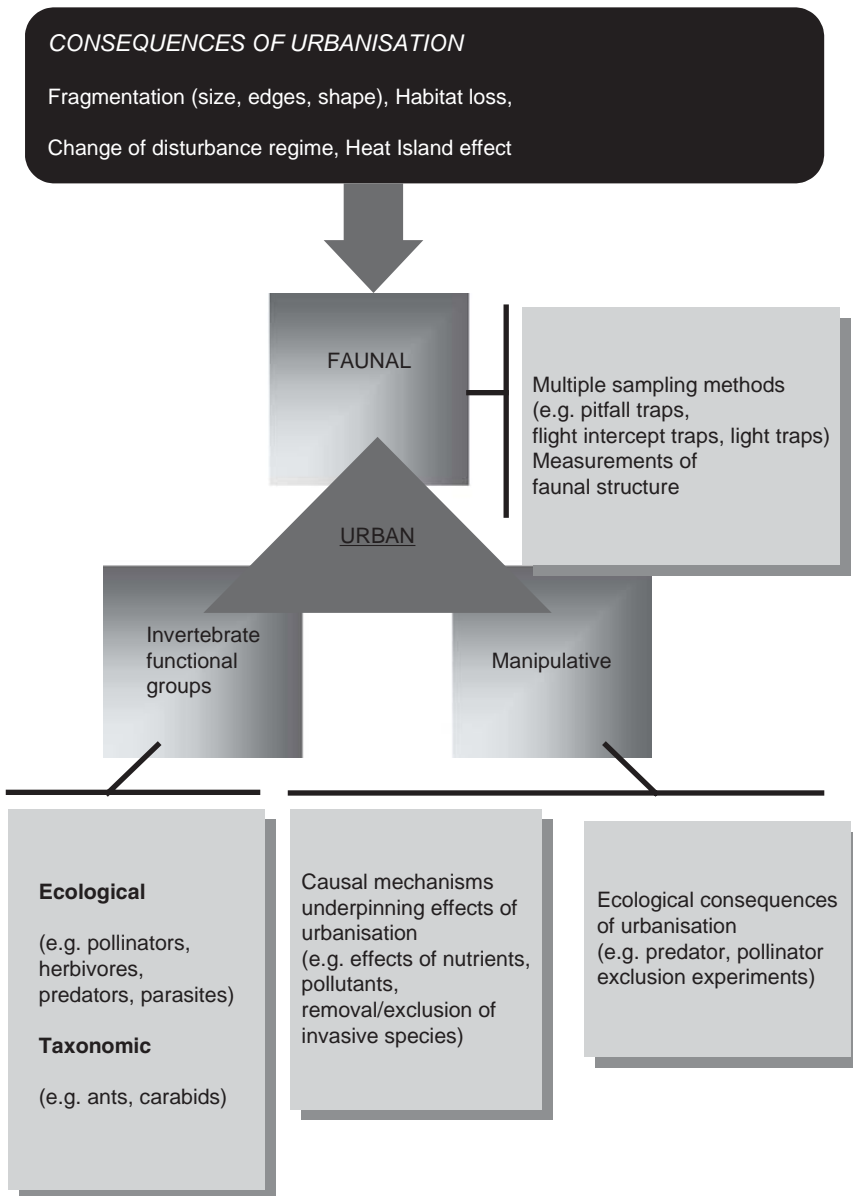 CONSEQUENCES OF URBANISATION
Fragmentation (size, edges, shape), Habitat loss,
Change of disturbance regime, Heat Island effect
FAUNAL
Multiple sampling methods
(e.g. pitfall traps,
flight intercept traps, light traps)
Measurements of
faunal structure
URBAN
Invertebrate
functional
groups
Manipulative
Ecological
(e.g. pollinators,
herbivores,
predators, parasites)
Taxonomic
(e.g. ants, carabids)
Causal mechanisms
underpinning effects of
urbanisation
(e.g. effects of nutrients,
pollutants,
removal/exclusion of
invasive species)
Ecological consequences
of urbanisation
(e.g. predator, pollinator
exclusion experiments)